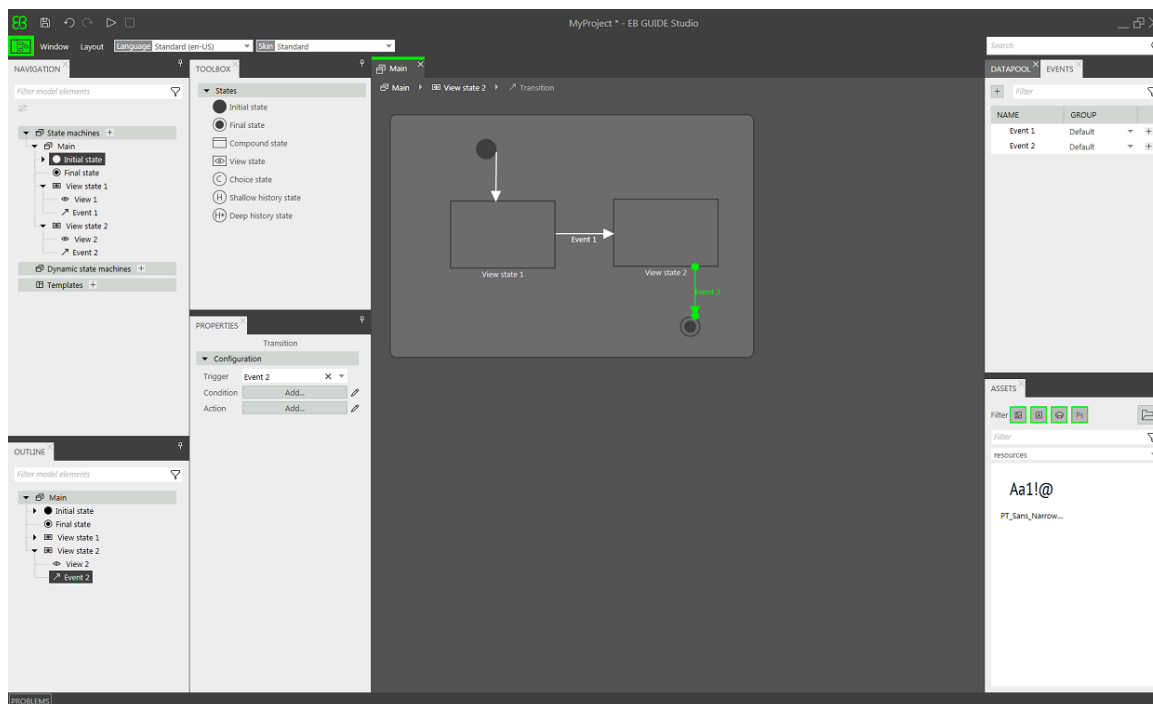 EB
MyProject * - EB GUIDE Studio
Window Layout Language Standard (en-US) Skin Standard
Search
NAVIGATION
Filter model elements
State machines +
Main
Initial state
Final state
View state 1
View 1
Event 1
View state 2
View 2
Event 2
Dynamic state machines +
Templates +
OUTLINE
Filter model elements
Main
Initial state
Final state
View state 1
View state 2
View 2
Event 2
PROBLEMS
TOOLBOX
States
Initial state
Final state
Compound state
View state
C Choice state
H Shallow history state
H* Deep history state
PROPERTIES
Transition
Configuration
Trigger Event 2
Condition Add...
Action Add...
Main
Main View state 2 Transition
Event 1
View state 1
View state 2
Event 2
DATAPOOL EVENTS
+ Filter
NAME GROUP
Event 1 Default +
Event 2 Default +
ASSETS
Filter Ps
Filter
resources
Aa1!@
PT_Sans_Narrow...